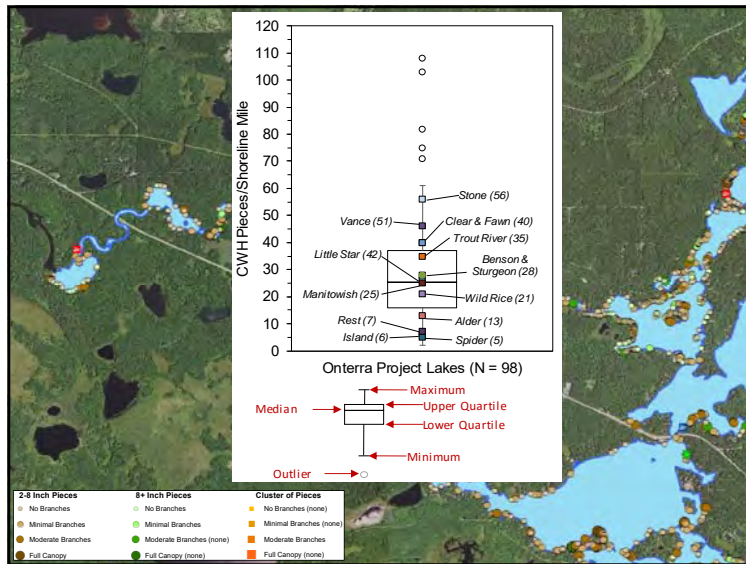 CWH Pieces/Shoreline Mile
120
110
100
90
80
70
60
50
40
30
20
10
0
Stone (56)
Vance (51)
Clear & Fawn (40)
Trout River (35)
Little Star (42)
Benson &
Sturgeon (28)
Manitowish (25)
Wild Rice (21)
Rest (7)
Alder (13)
Island (6)
Spider (5)
Onterra Project Lakes (N = 98)
Maximum
Median
Upper Quartile
Lower Quartile
Minimum
Outlier
2-8 Inch Pieces
No Branches
Minimal Branches
Moderate Branches
Full Canopy
8+ Inch Pieces
No Branches
Minimal Branches
Moderate Branches (none)
Full Canopy (none)
Cluster of Pieces
No Branches (none)
Minimal Branches (none)
Moderate Branches
Full Canopy (none)